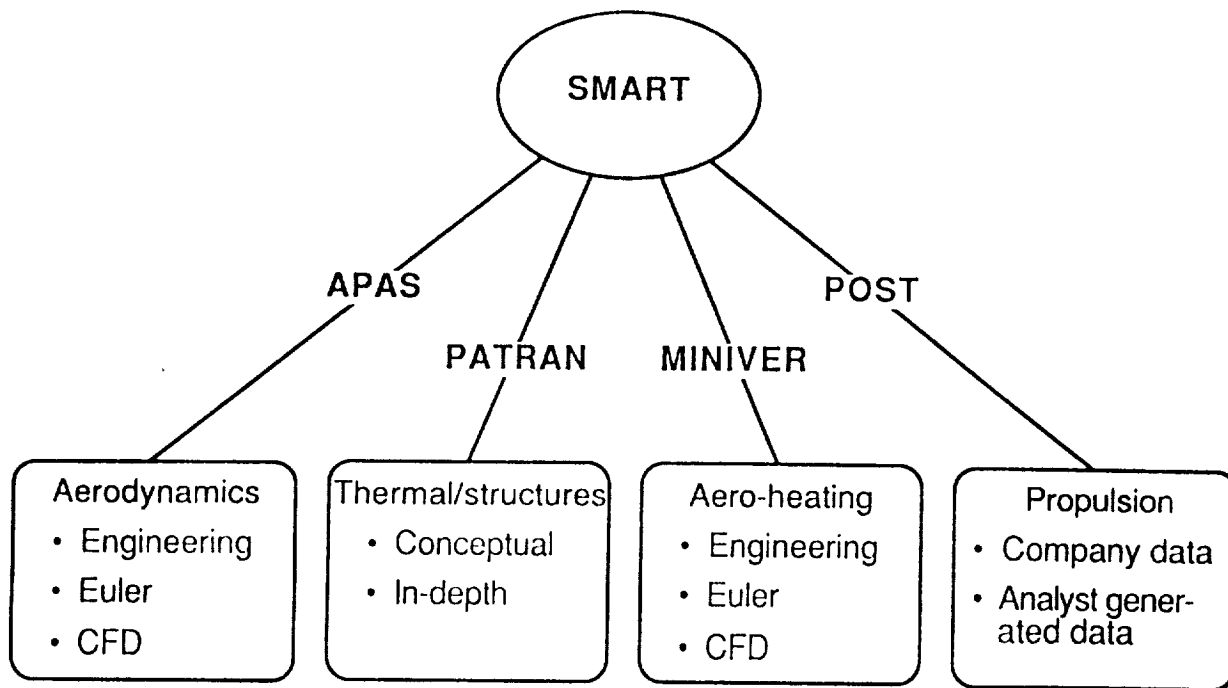 SMART
APAS
POST
PATRAN
MINIVER
Aerodynamics
• Engineering
• Euler
• CFD
Thermal/structures
• Conceptual
• In-depth
Aero-heating
• Engineering
• Euler
• CFD
Propulsion
• Company data
• Analyst gener-
ated data